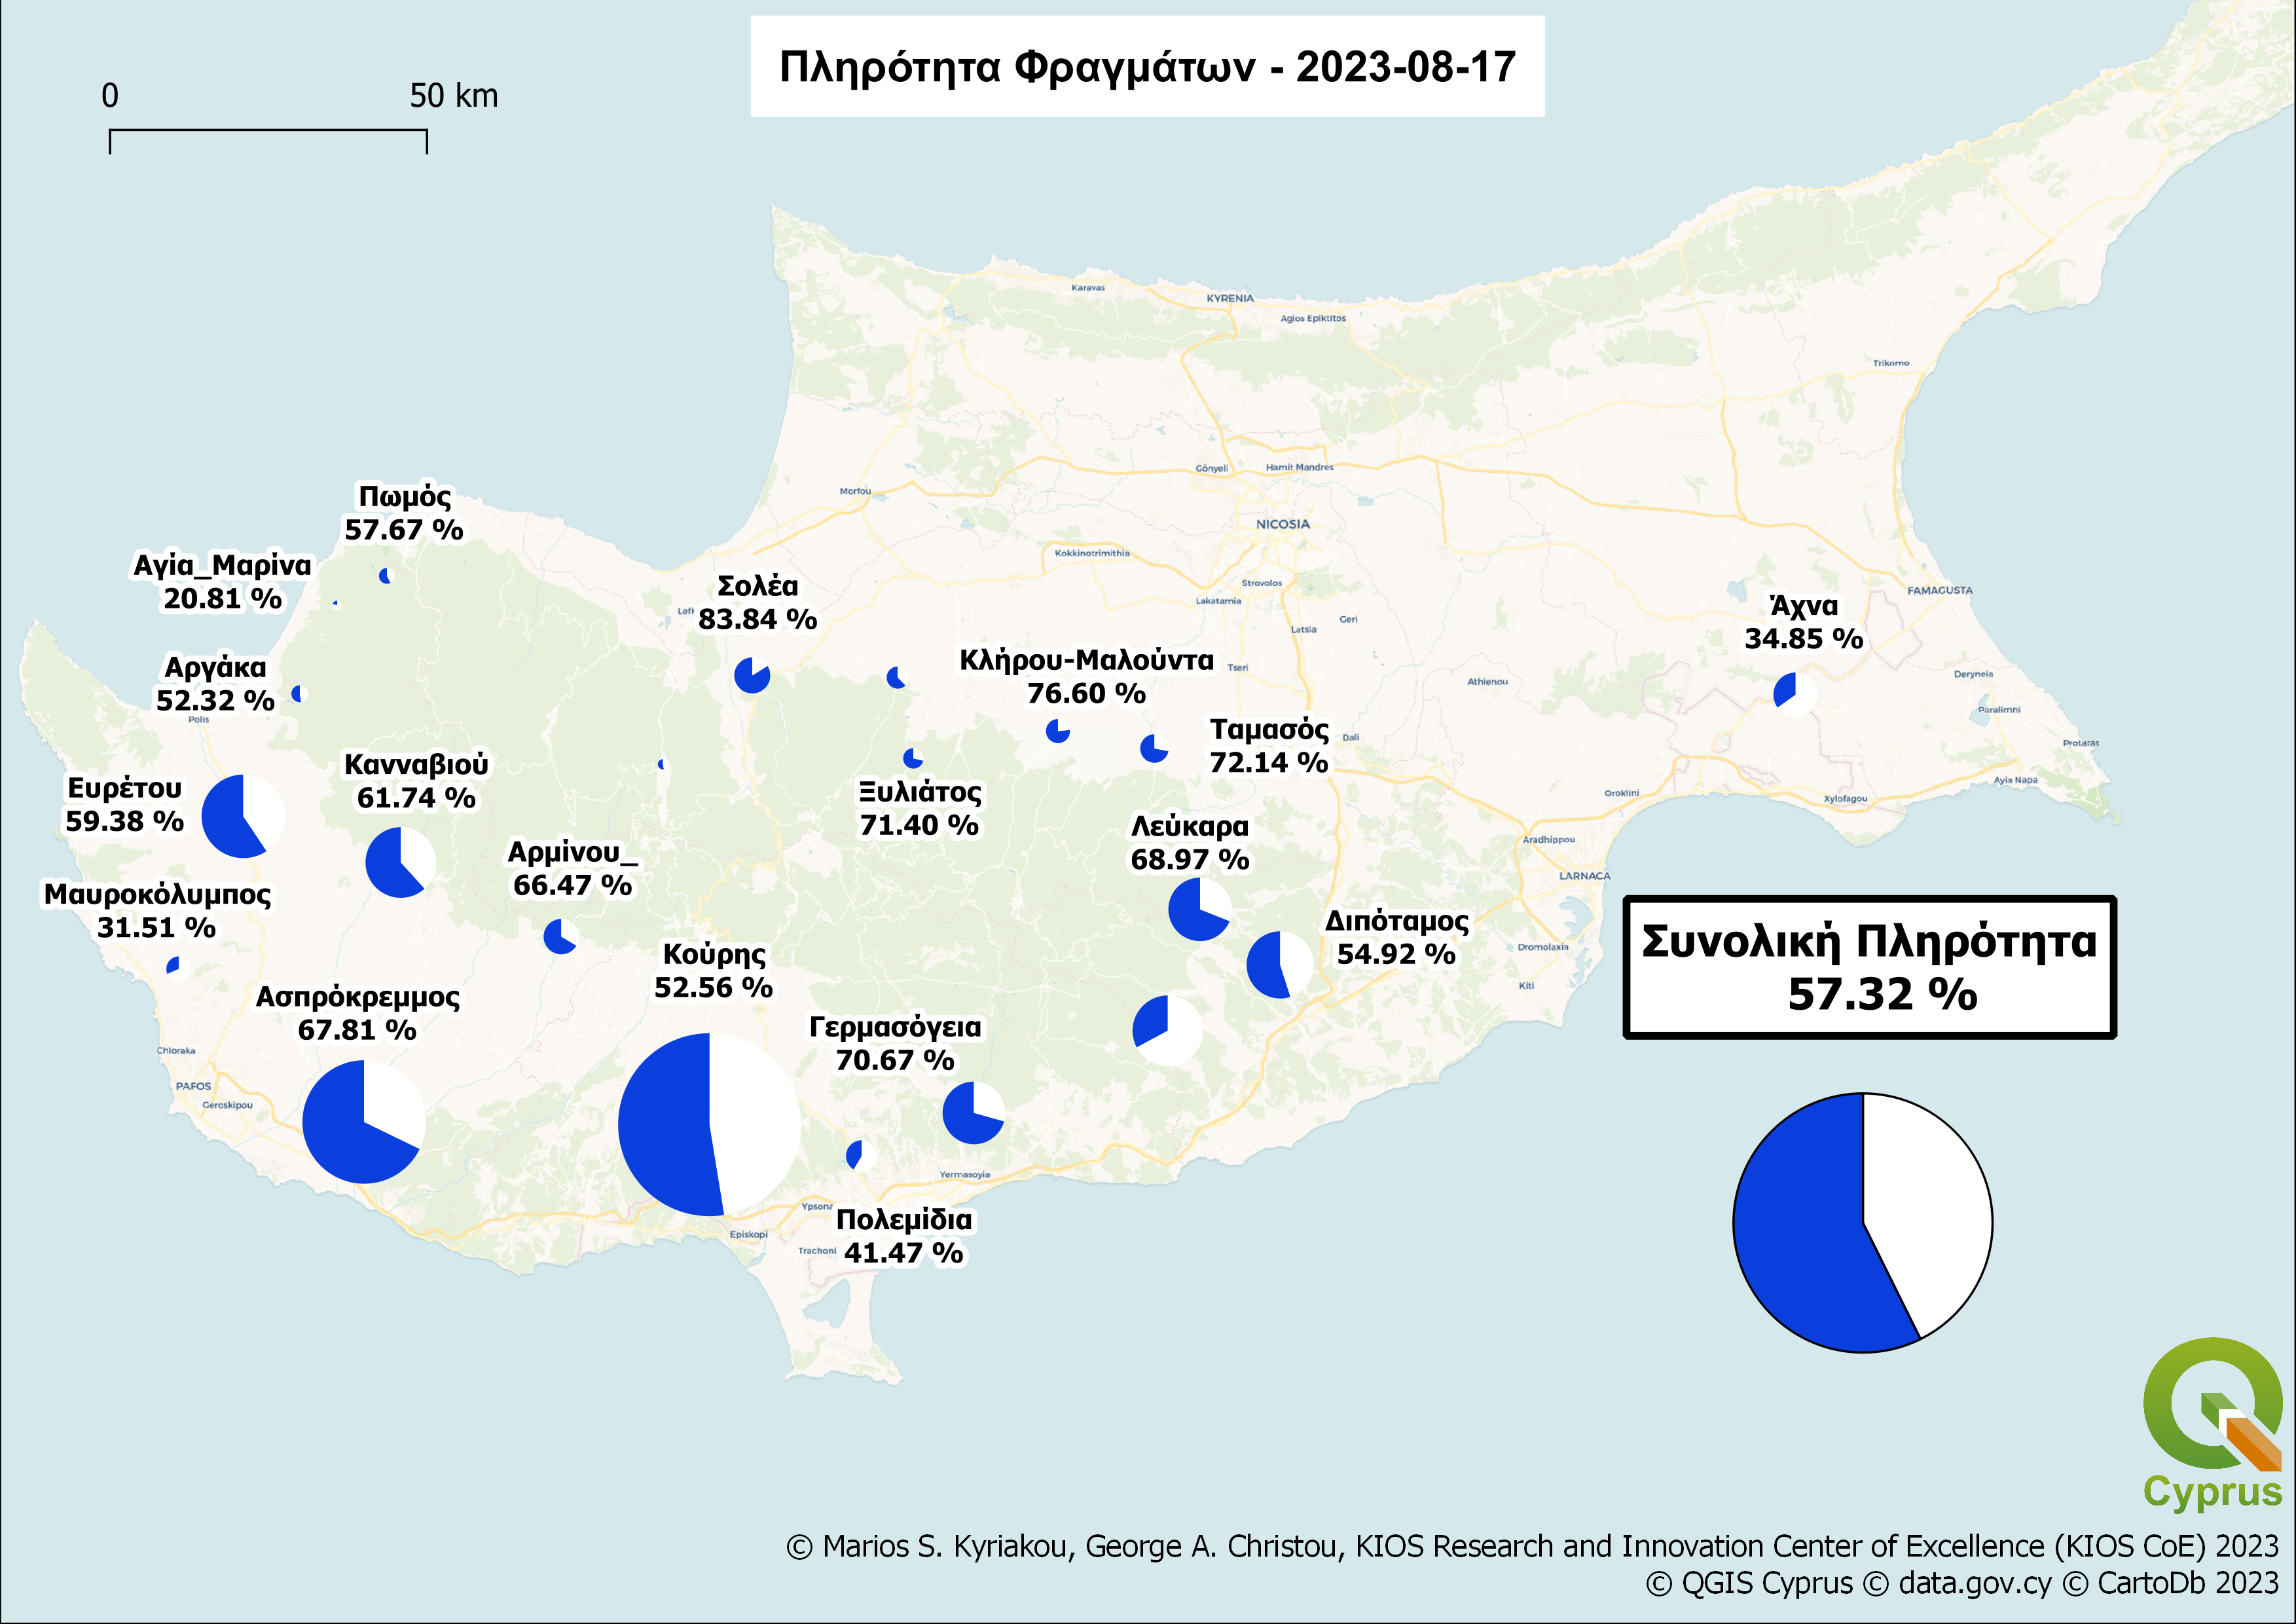 Πληρότητα Φραγμάτων - 2023-08-17
0 50 km
Karavas
KYRENIA
Agios Epiktitos
Trikomo
Gönyeli
Hamit Mandres
Morfou
NICOSIA
Kokkinotrimithia
Strovolos
Lakatamia
Latsia
Geri
Tseri
Athienou
Dali
FAMAGUSTA
Deryneia
Paralimni
Protaras
Ayia Napa
Xylofagou
Oroklini
Aradhippou
LARNACA
Dromolaxia
Kiti
Lefk
Polis
Chloraka
PAFOS
Geroskipou
Yermasoyia
Ypsona
Episkopi
Trachoni
Πωμός
57.67 %
Αγία_Μαρίνα
20.81 %
Σολέα
83.84 %
Άχνα
34.85 %
Αργάκα
52.32 %
Κλήρου-Μαλούντα
76.60 %
Ταμασός
72.14 %
Κανναβιού
61.74 %
Ευρέτου
59.38 %
Ξυλιάτος
71.40 %
Λεύκαρα
68.97 %
Αρμίνου_
66.47 %
Μαυροκόλυμπος
31.51 %
Διπόταμος
54.92 %
Κούρης
52.56 %
Ασπρόκρεμμος
67.81 %
Γερμασόγεια
70.67 %
Πολεμίδια
41.47 %
Συνολική Πληρότητα
57.32 %
Cyprus
© Marios S. Kyriakou, George A. Christou, KIOS Research and Innovation Center of Excellence (KIOS CoE) 2023
© QGIS Cyprus © data.gov.cy © CartoDb 2023